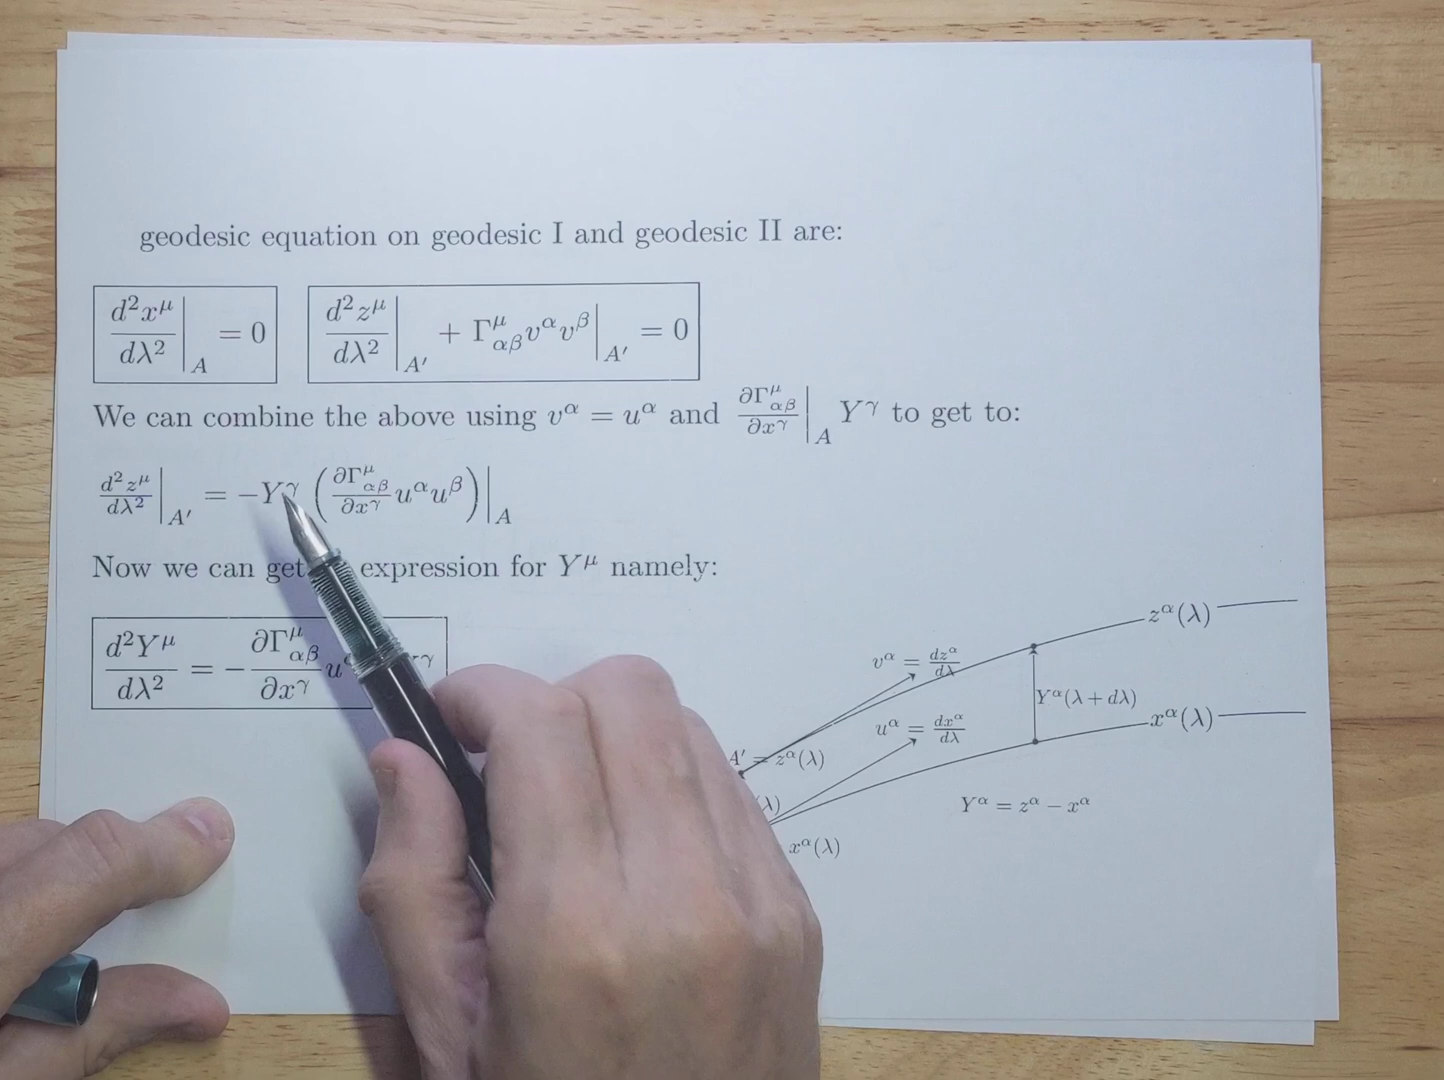 geodesic equation on geodesic I and geodesic II are:
d²x^μ/dλ² |_A = 0    d²z^μ/dλ² |_A′ + Γ^μ_αβ v^α v^β |_A′ = 0
We can combine the above using v^α = u^α and ∂Γ^μ_αβ/∂x^γ |_A Y^γ to get to:
d²z^μ/dλ² |_A′ = −Y^γ (∂Γ^μ_αβ/∂x^γ u^α u^β) |_A
Now we can get expression for Y^μ namely:
d²Y^μ/dλ² = −∂Γ^μ_αβ/∂x^γ u
z^α(λ)
v^α = dz^α/dλ
Y^α(λ + dλ)
x^α(λ)
u^α = dx^α/dλ
A′ = z^α(λ)
λ)
Y^α = z^α − x^α
x^α(λ)